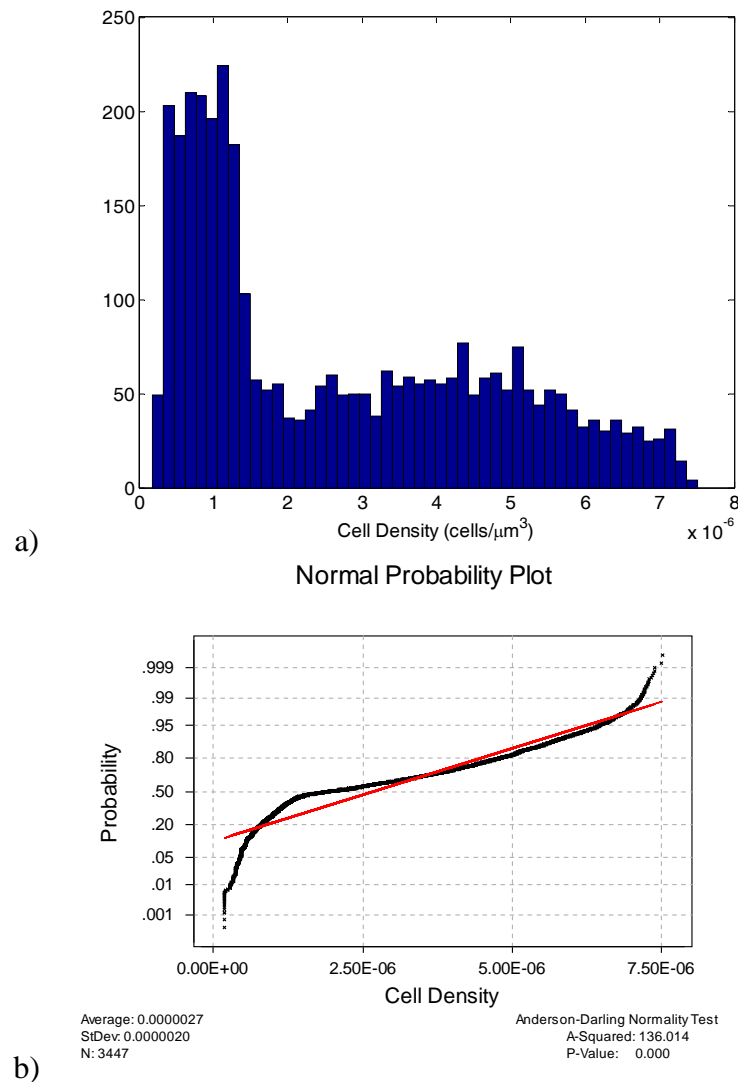 250
200
150
100
50
0
0 1 2 3 4 5 6 7 8
Cell Density (cells/μm³)
x 10⁻⁶
a)
Normal Probability Plot
.999
.99
.95
.80
.50
.20
.05
.01
.001
Probability
0.00E+00 2.50E-06 5.00E-06 7.50E-06
Cell Density
Average: 0.0000027
StDev: 0.0000020
N: 3447
Anderson-Darling Normality Test
A-Squared: 136.014
P-Value: 0.000
b)